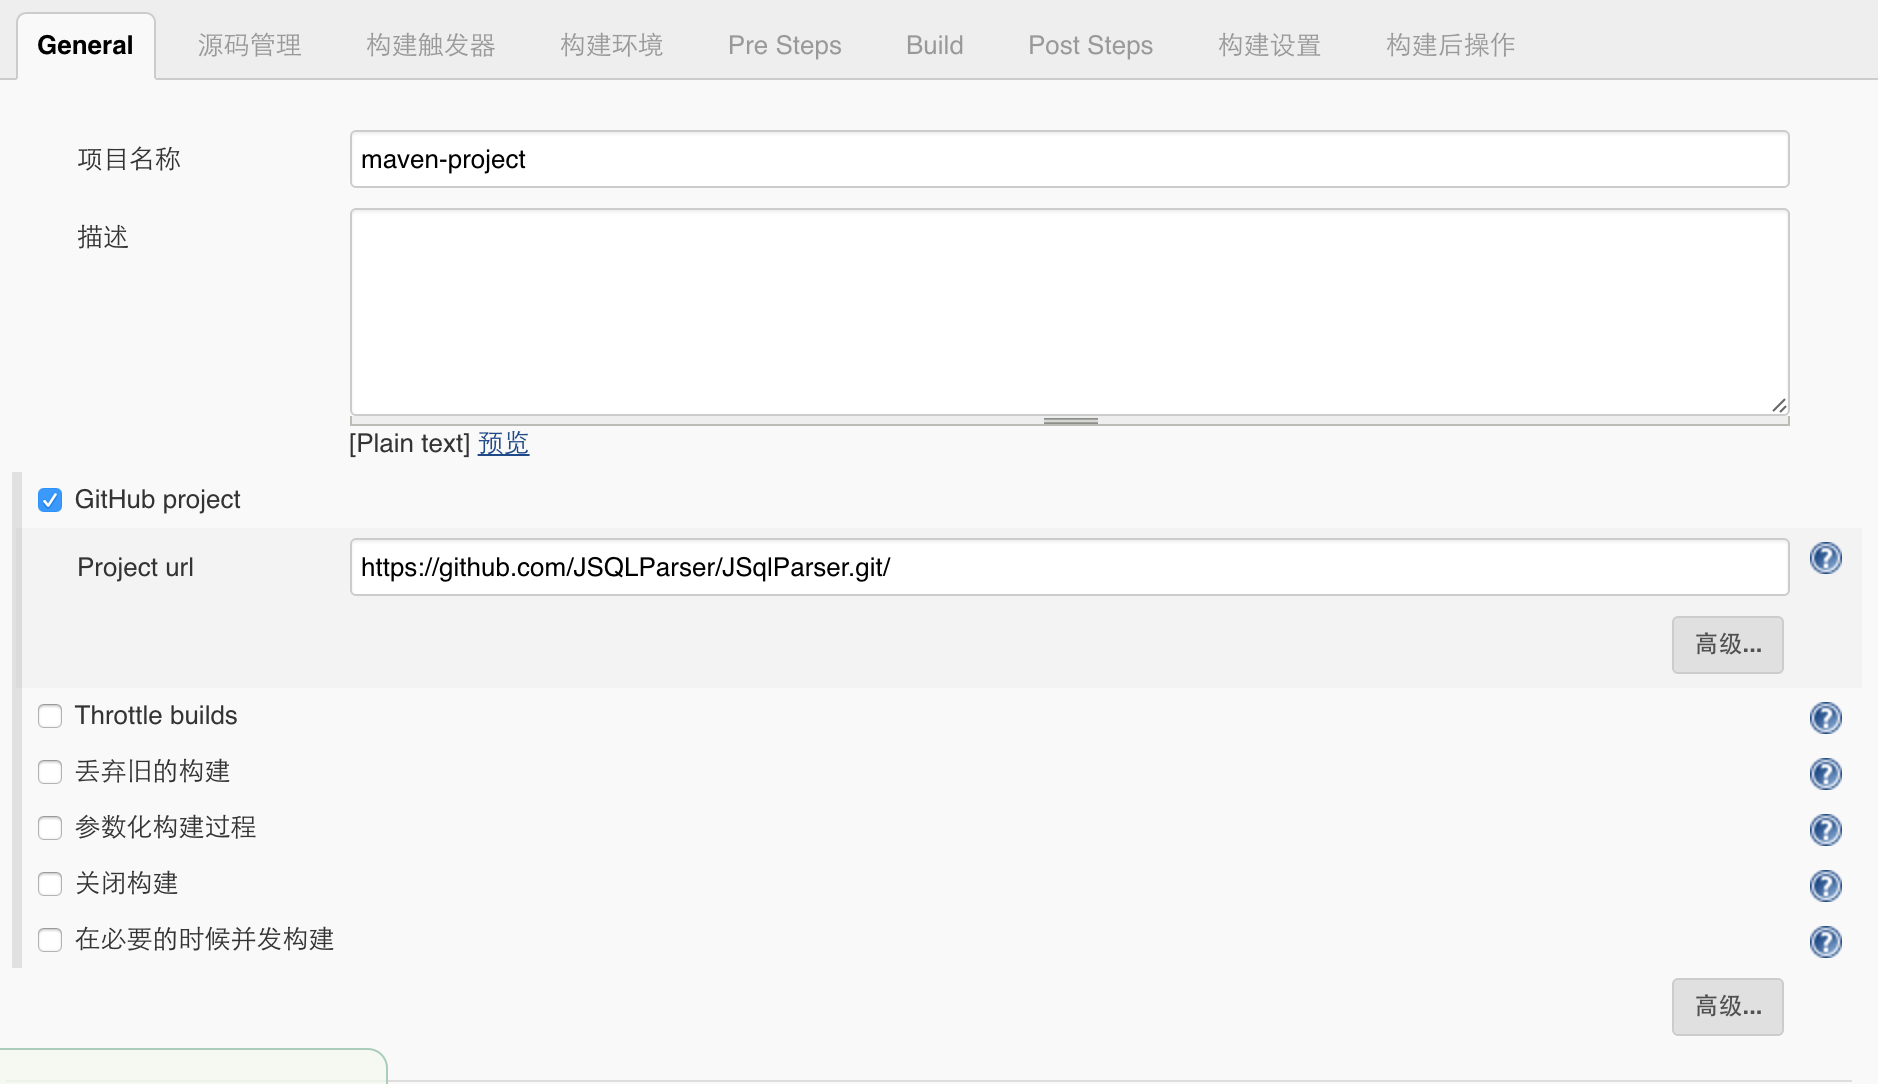 General 源码管理 构建触发器 构建环境 Pre Steps Build Post Steps 构建设置 构建后操作
项目名称 maven-project
描述
[Plain text] 预览
GitHub project
Project url https://github.com/JSQLParser/JSqlParser.git/
高级...
Throttle builds
丢弃旧的构建
参数化构建过程
关闭构建
在必要的时候并发构建
高级...